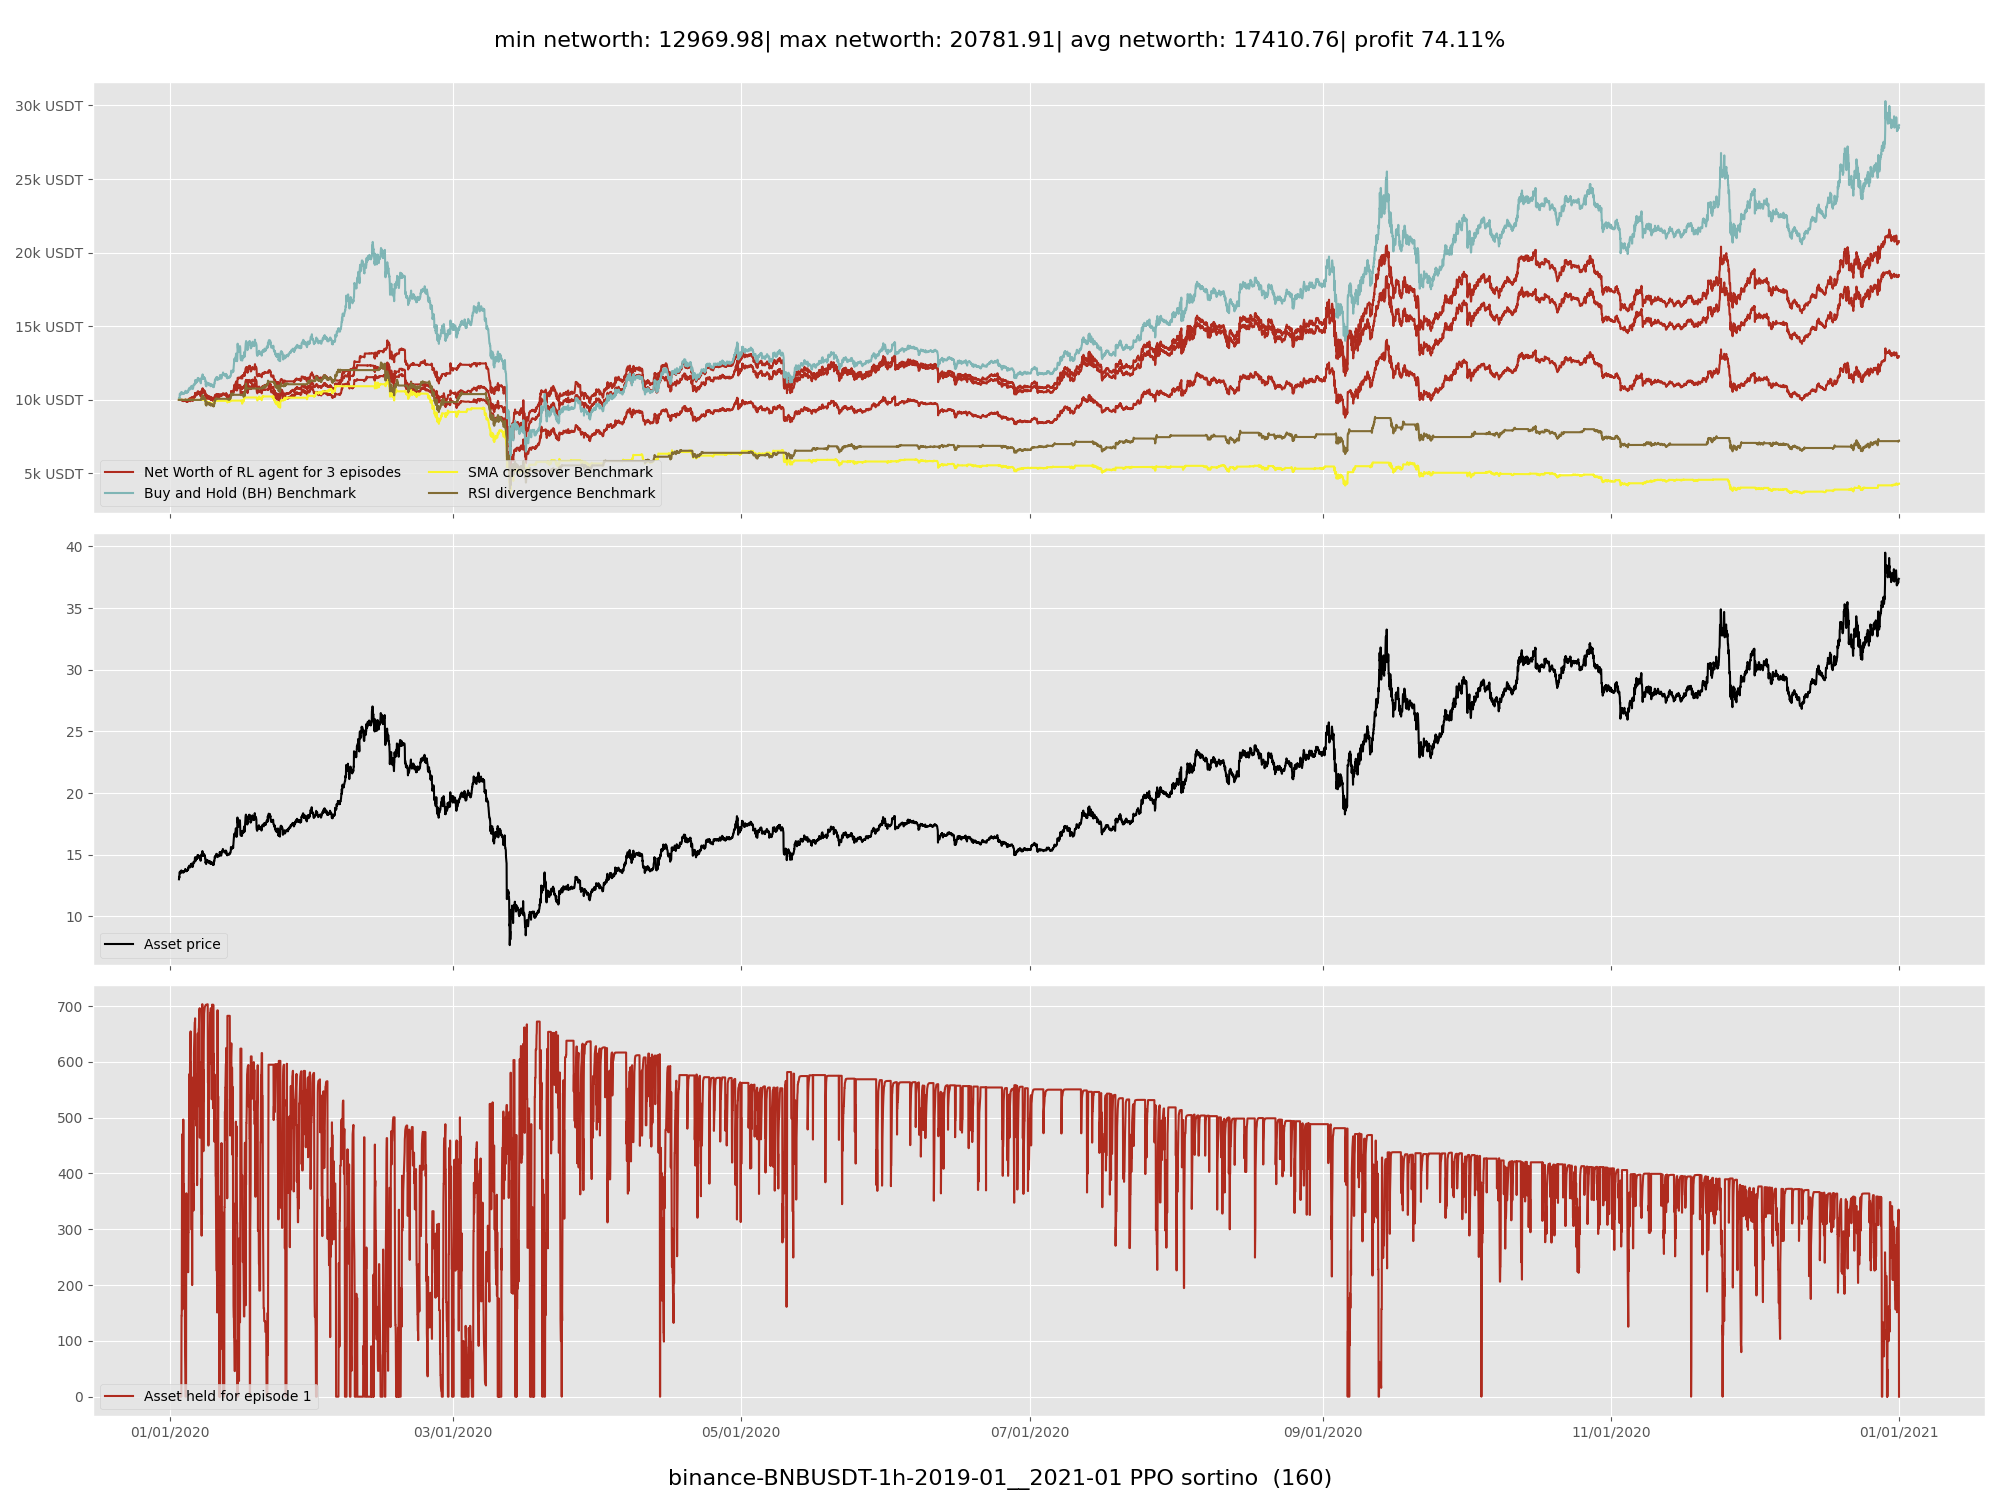 min networth: 12969.98| max networth: 20781.91| avg networth: 17410.76| profit 74.11%
30k USDT
25k USDT
20k USDT
15k USDT
10k USDT
5k USDT
Net Worth of RL agent for 3 episodes
Buy and Hold (BH) Benchmark
SMA crossover Benchmark
RSI divergence Benchmark
40
35
30
25
20
15
10
Asset price
700
600
500
400
300
200
100
0
Asset held for episode 1
01/01/2020
03/01/2020
05/01/2020
07/01/2020
09/01/2020
11/01/2020
01/01/2021
binance-BNBUSDT-1h-2019-01__2021-01 PPO sortino (160)